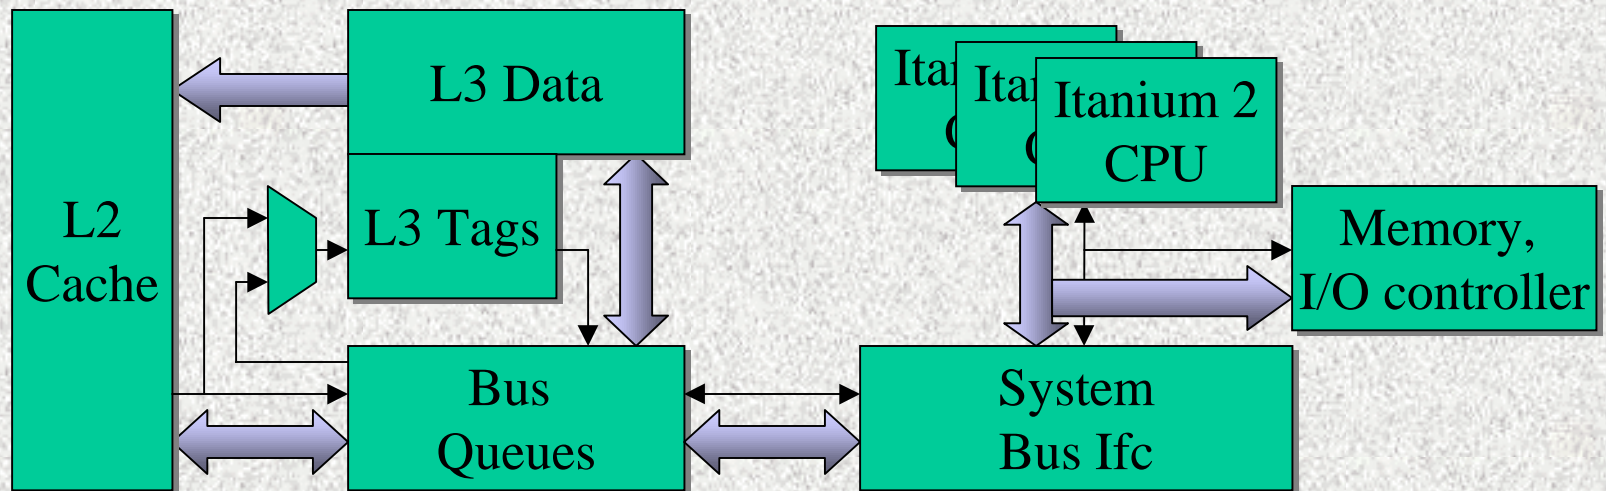 L2
Cache
L3 Data
L3 Tags
Bus
Queues
Itanium 2
CPU
System
Bus Ifc
Memory,
I/O controller